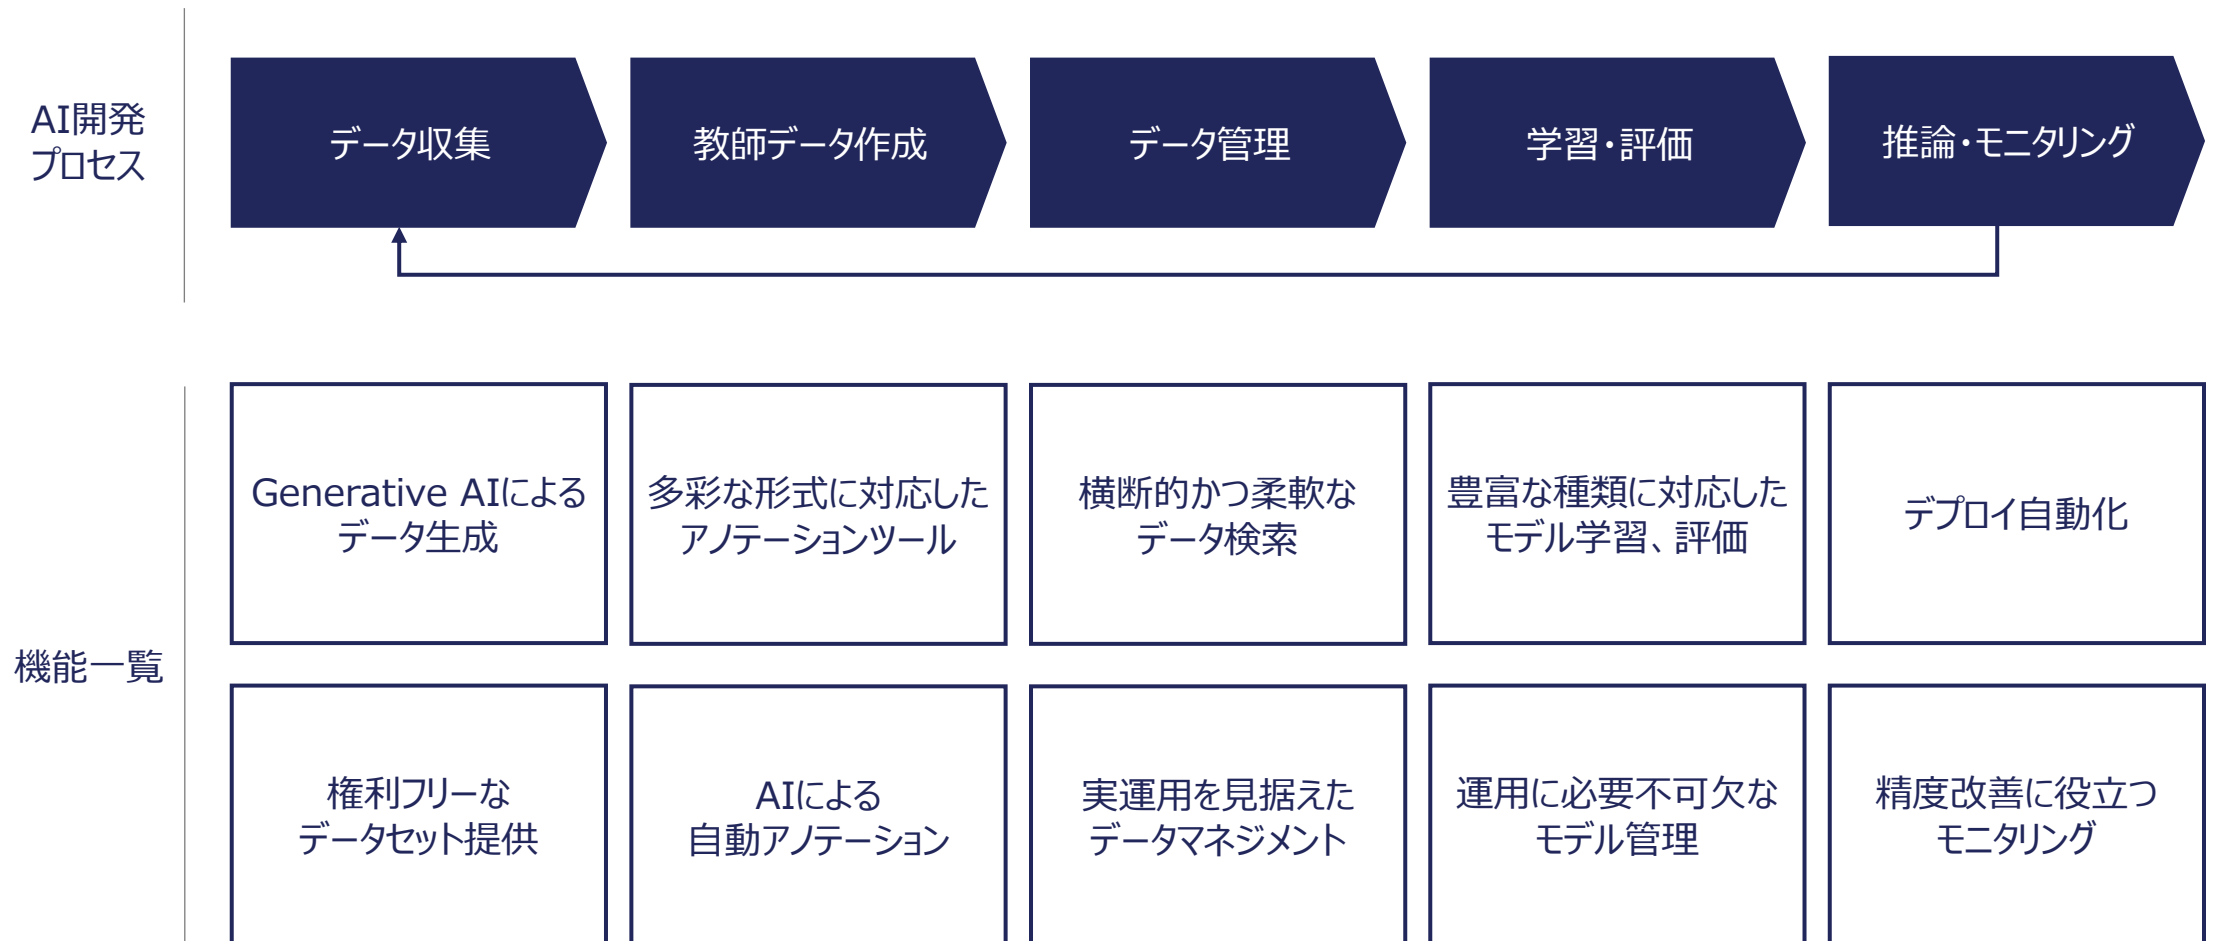 AI開発
プロセス
データ収集
教師データ作成
データ管理
学習・評価
推論・モニタリング
機能一覧
Generative AIによる
データ生成
多彩な形式に対応した
アノテーションツール
横断的かつ柔軟な
データ検索
豊富な種類に対応した
モデル学習、評価
デプロイ自動化
権利フリーな
データセット提供
AIによる
自動アノテーション
実運用を見据えた
データマネジメント
運用に必要不可欠な
モデル管理
精度改善に役立つ
モニタリング